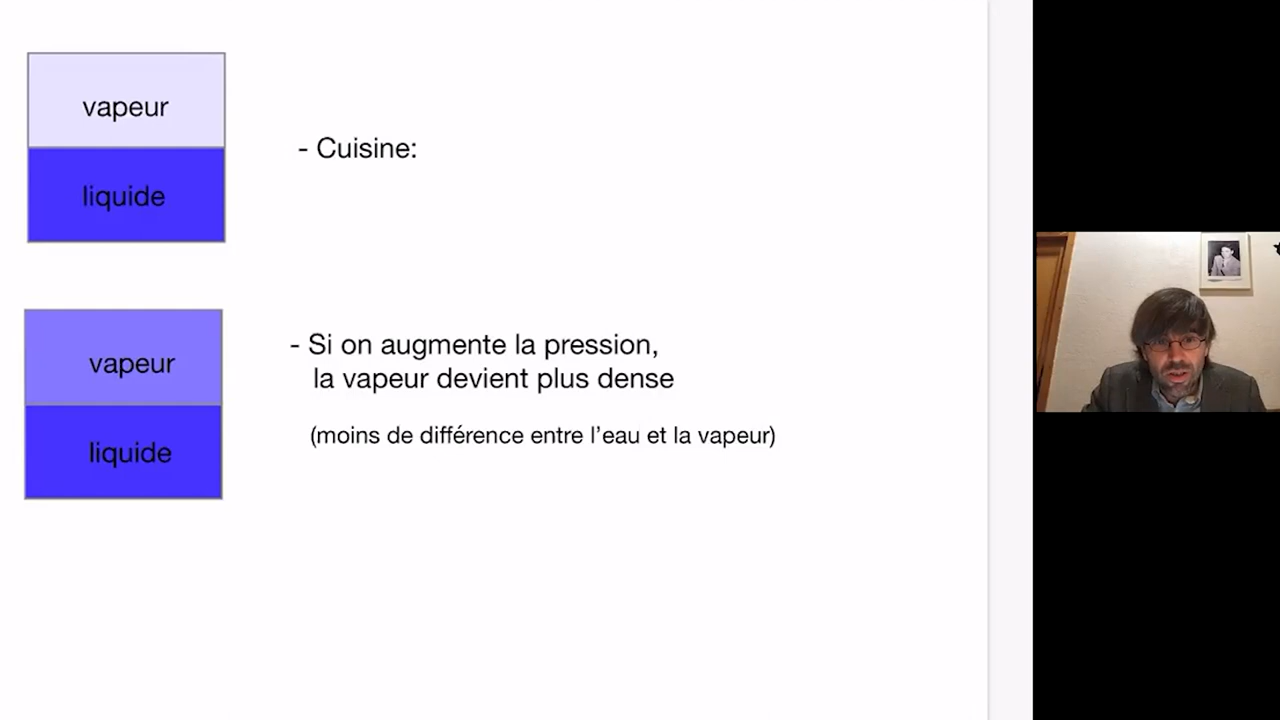 vapeur
liquide
- Cuisine:
vapeur
liquide
- Si on augmente la pression,
la vapeur devient plus dense
(moins de différence entre l’eau et la vapeur)